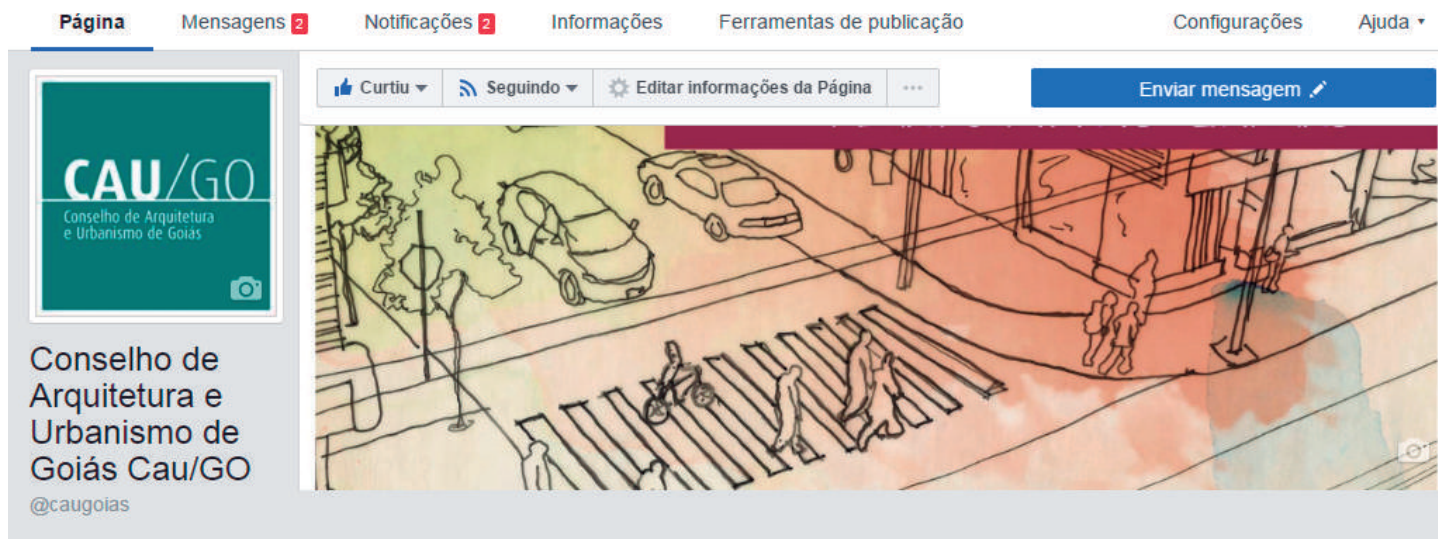 Página Mensagens 2 Notificações 2 Informações Ferramentas de publicação Configurações Ajuda
Curtiu Seguindo Editar informações da Página ... Enviar mensagem
CAU/GO
Conselho de Arquitetura
e Urbanismo de Goiás
Conselho de
Arquitetura e
Urbanismo de
Goiás Cau/GO
@caugoias